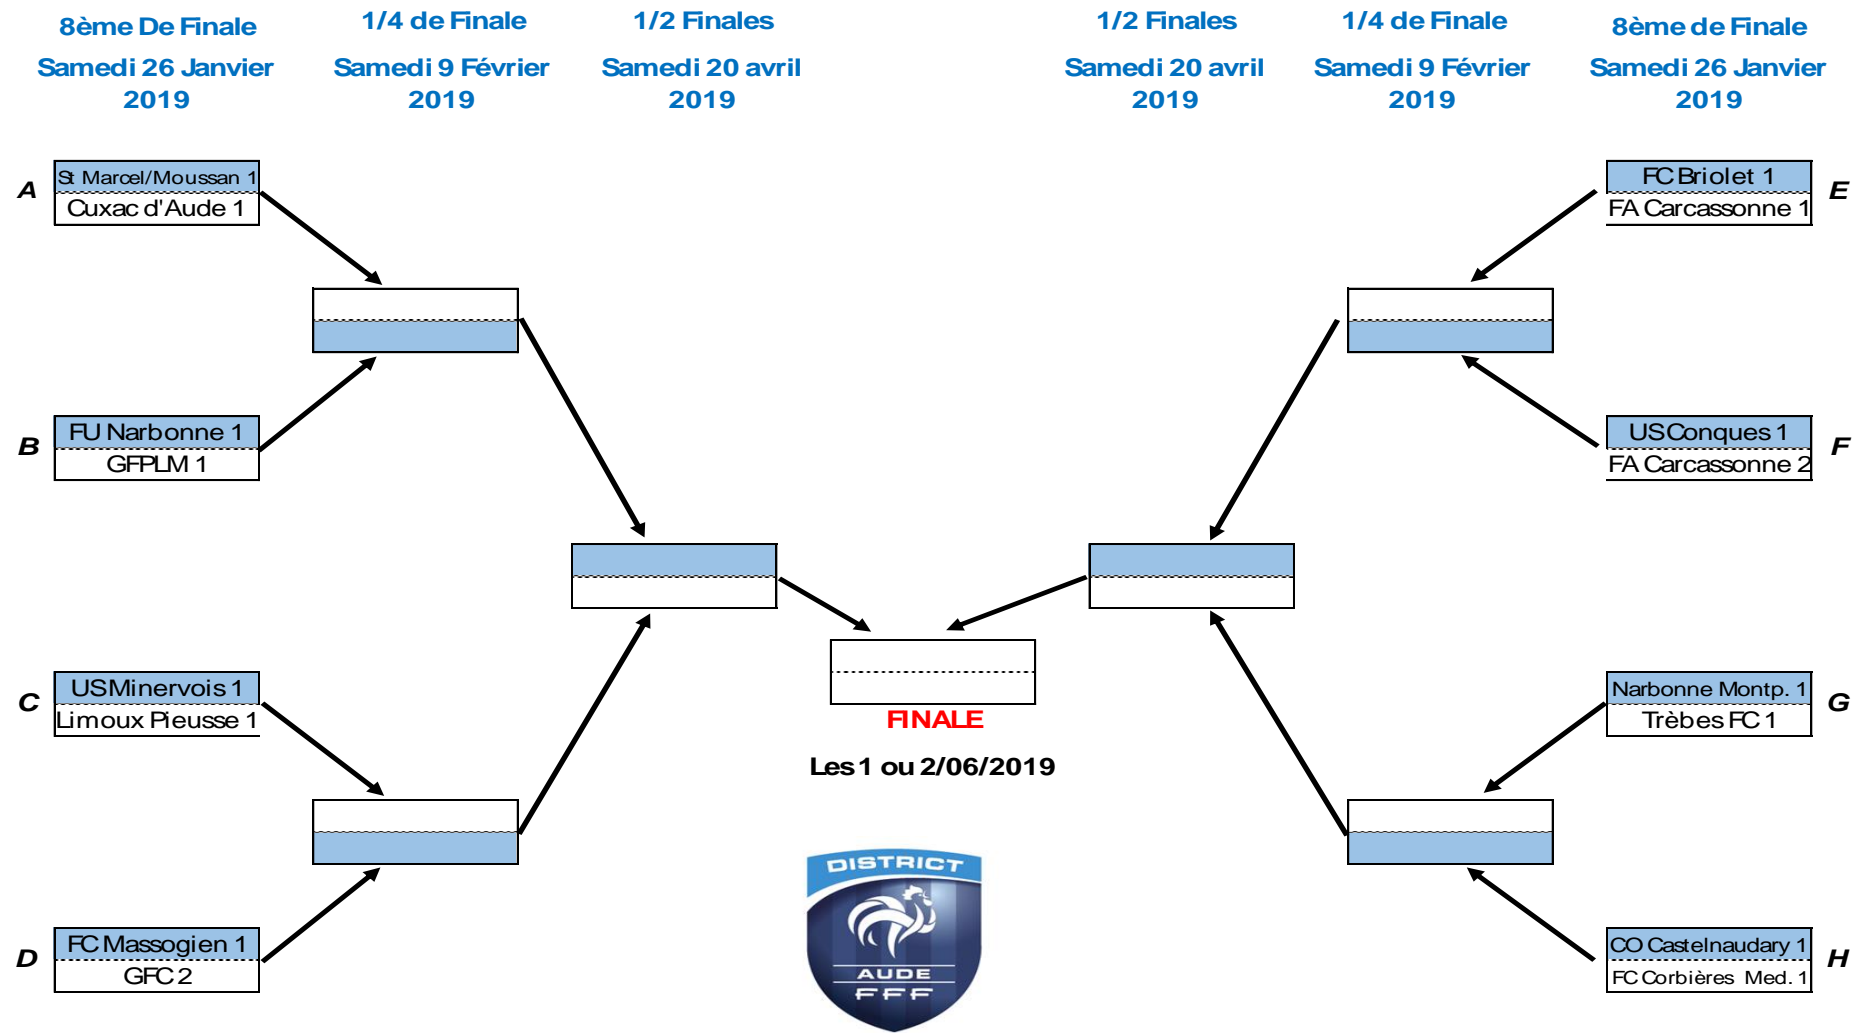 8ème De Finale
Samedi 26 Janvier
2019
1/4 de Finale
Samedi 9 Février
2019
1/2 Finales
Samedi 20 avril
2019
1/2 Finales
Samedi 20 avril
2019
1/4 de Finale
Samedi 9 Février
2019
8ème de Finale
Samedi 26 Janvier
2019
A
St Marcel/Moussan 1
Cuxac d'Aude 1
B
FU Narbonne 1
GFPLM 1
C
US Minervois 1
Limoux Pieusse 1
D
FC Massogien 1
GFC 2
FINALE
Les 1 ou 2/06/2019
DISTRICT
AUDE
FFF
FC Briolet 1
FA Carcassonne 1
E
US Conques 1
FA Carcassonne 2
F
Narbonne Montp. 1
Trèbes FC 1
G
CO Castelnaudary 1
FC Corbières Med. 1
H